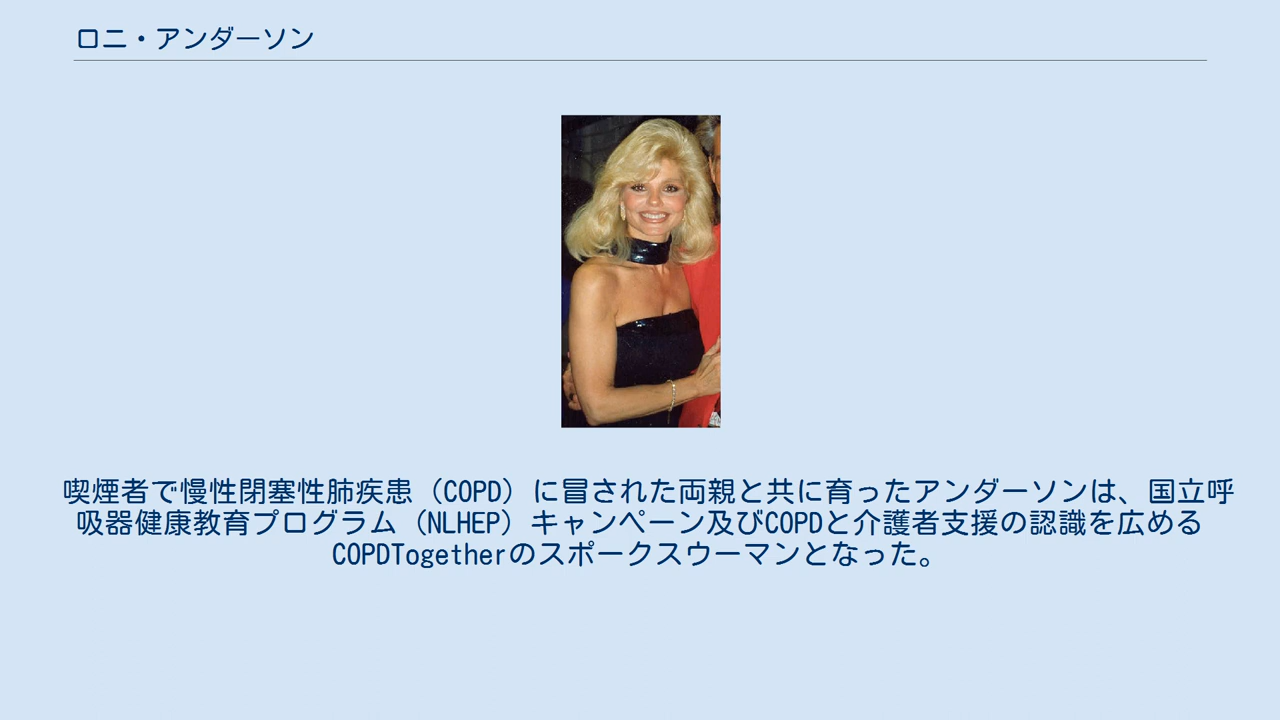 ロニ・アンダーソン
喫煙者で慢性閉塞性肺疾患（COPD）に冒された両親と共に育ったアンダーソンは、国立呼
吸器健康教育プログラム（NLHEP）キャンペーン及びCOPDと介護者支援の認識を広める
COPDTogetherのスポークスウーマンとなった。